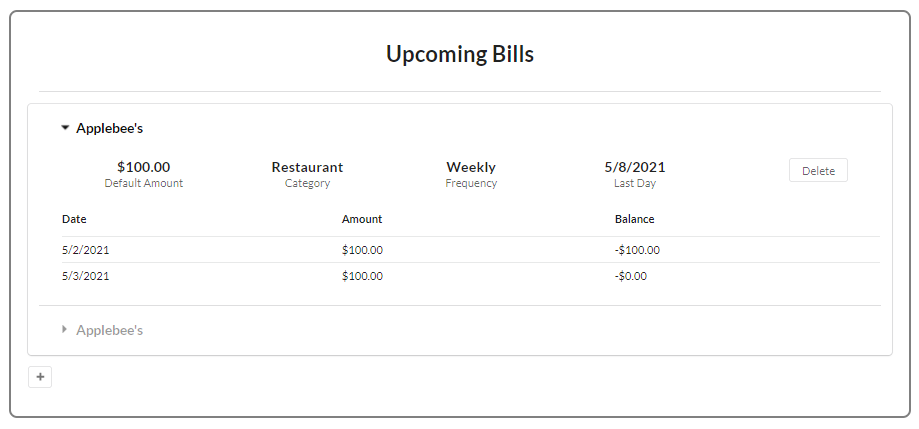 Upcoming Bills
Applebee's
$100.00 Restaurant Weekly 5/8/2021 Delete
Default Amount Category Frequency Last Day
Date Amount Balance
5/2/2021 $100.00 -$100.00
5/3/2021 $100.00 -$0.00
Applebee's
+